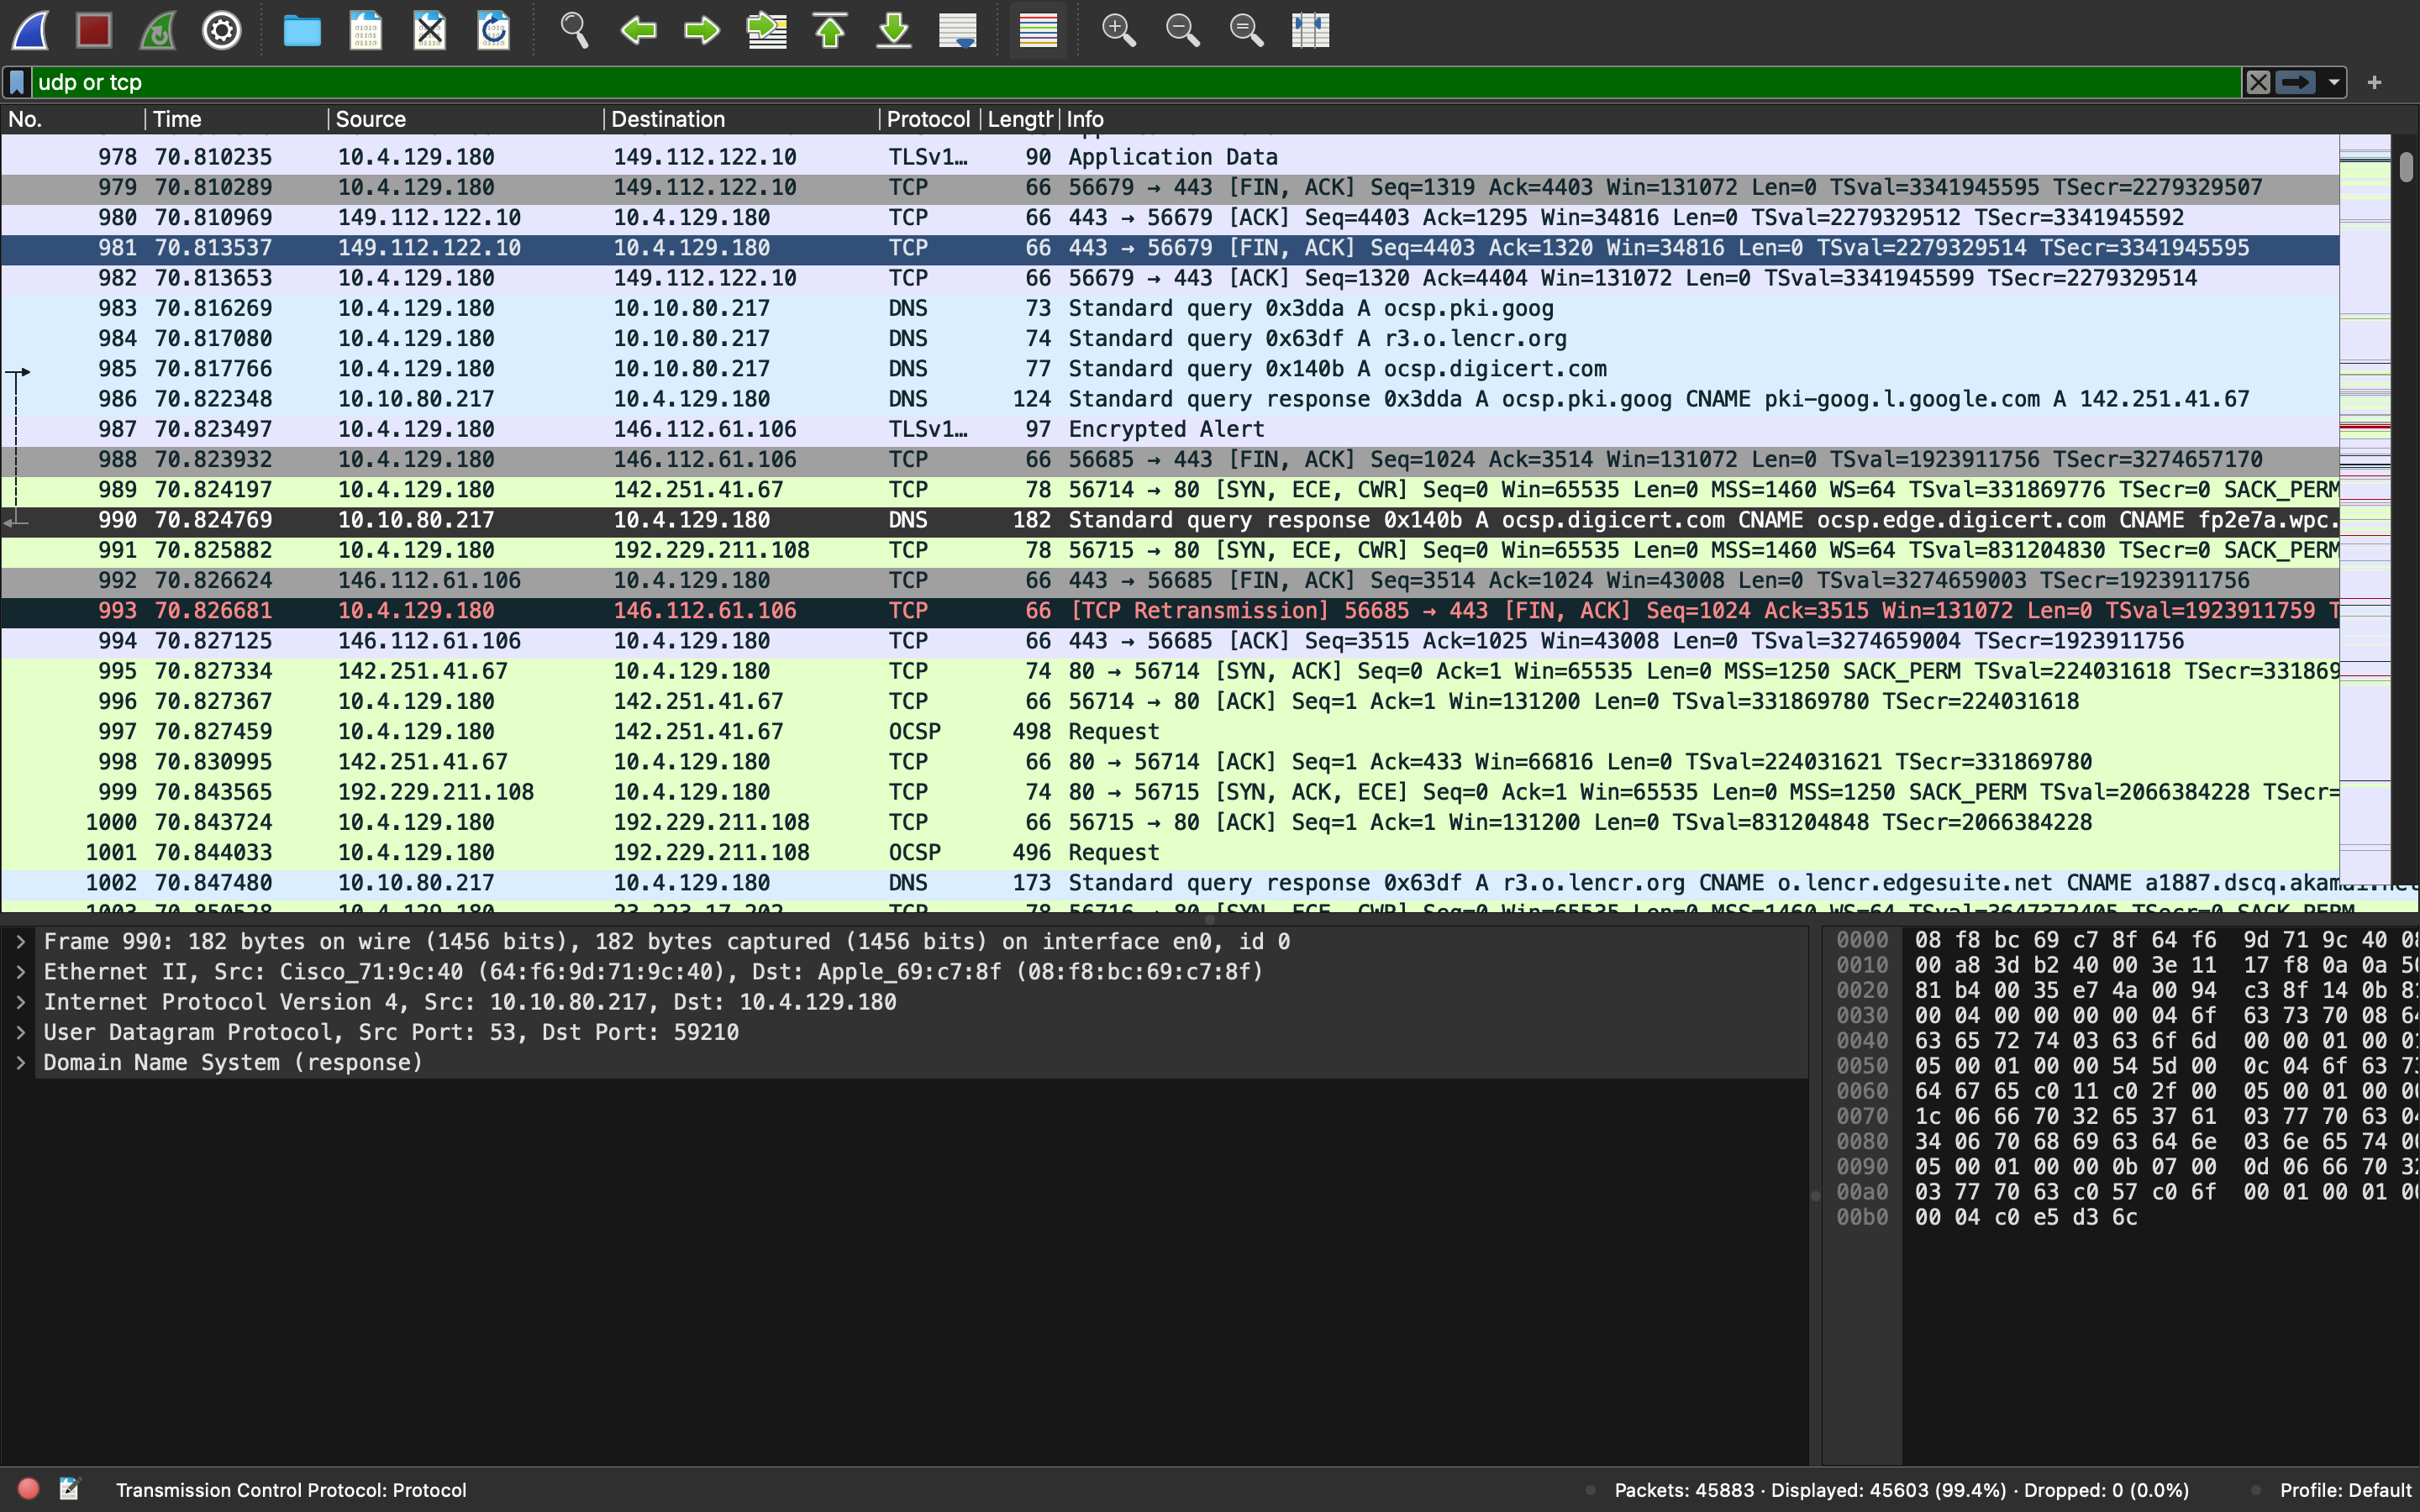 udp or tcp
No. Time Source Destination Protocol Length Info
978 70.810235 10.4.129.180 149.112.122.10 TLSv1… 90 Application Data
979 70.810289 10.4.129.180 149.112.122.10 TCP 66 56679 → 443 [FIN, ACK] Seq=1319 Ack=4403 Win=131072 Len=0 TSval=3341945595 TSecr=2279329507
980 70.810969 149.112.122.10 10.4.129.180 TCP 66 443 → 56679 [ACK] Seq=4403 Ack=1295 Win=34816 Len=0 TSval=2279329512 TSecr=3341945592
981 70.813537 149.112.122.10 10.4.129.180 TCP 66 443 → 56679 [FIN, ACK] Seq=4403 Ack=1320 Win=34816 Len=0 TSval=2279329514 TSecr=3341945595
982 70.813653 10.4.129.180 149.112.122.10 TCP 66 56679 → 443 [ACK] Seq=1320 Ack=4404 Win=131072 Len=0 TSval=3341945599 TSecr=2279329514
983 70.816269 10.4.129.180 10.10.80.217 DNS 73 Standard query 0x3dda A ocsp.pki.goog
984 70.817080 10.4.129.180 10.10.80.217 DNS 74 Standard query 0x63df A r3.o.lencr.org
985 70.817766 10.4.129.180 10.10.80.217 DNS 77 Standard query 0x140b A ocsp.digicert.com
986 70.822348 10.10.80.217 10.4.129.180 DNS 124 Standard query response 0x3dda A ocsp.pki.goog CNAME pki-goog.l.google.com A 142.251.41.67
987 70.823497 10.4.129.180 146.112.61.106 TLSv1… 97 Encrypted Alert
988 70.823932 10.4.129.180 146.112.61.106 TCP 66 56685 → 443 [FIN, ACK] Seq=1024 Ack=3514 Win=131072 Len=0 TSval=1923911756 TSecr=3274657170
989 70.824197 10.4.129.180 142.251.41.67 TCP 78 56714 → 80 [SYN, ECE, CWR] Seq=0 Win=65535 Len=0 MSS=1460 WS=64 TSval=331869776 TSecr=0 SACK_PERM
990 70.824769 10.10.80.217 10.4.129.180 DNS 182 Standard query response 0x140b A ocsp.digicert.com CNAME ocsp.edge.digicert.com CNAME fp2e7a.wpc.
991 70.825882 10.4.129.180 192.229.211.108 TCP 78 56715 → 80 [SYN, ECE, CWR] Seq=0 Win=65535 Len=0 MSS=1460 WS=64 TSval=831204830 TSecr=0 SACK_PERM
992 70.826624 146.112.61.106 10.4.129.180 TCP 66 443 → 56685 [FIN, ACK] Seq=3514 Ack=1024 Win=43008 Len=0 TSval=3274659003 TSecr=1923911756
993 70.826681 10.4.129.180 146.112.61.106 TCP 66 [TCP Retransmission] 56685 → 443 [FIN, ACK] Seq=1024 Ack=3515 Win=131072 Len=0 TSval=1923911759 T
994 70.827125 146.112.61.106 10.4.129.180 TCP 66 443 → 56685 [ACK] Seq=3515 Ack=1025 Win=43008 Len=0 TSval=3274659004 TSecr=1923911756
995 70.827334 142.251.41.67 10.4.129.180 TCP 74 80 → 56714 [SYN, ACK] Seq=0 Ack=1 Win=65535 Len=0 MSS=1250 SACK_PERM TSval=224031618 TSecr=331869
996 70.827367 10.4.129.180 142.251.41.67 TCP 66 56714 → 80 [ACK] Seq=1 Ack=1 Win=131200 Len=0 TSval=331869780 TSecr=224031618
997 70.827459 10.4.129.180 142.251.41.67 OCSP 498 Request
998 70.830995 142.251.41.67 10.4.129.180 TCP 66 80 → 56714 [ACK] Seq=1 Ack=433 Win=66816 Len=0 TSval=224031621 TSecr=331869780
999 70.843565 192.229.211.108 10.4.129.180 TCP 74 80 → 56715 [SYN, ACK, ECE] Seq=0 Ack=1 Win=65535 Len=0 MSS=1250 SACK_PERM TSval=2066384228 TSecr=
1000 70.843724 10.4.129.180 192.229.211.108 TCP 66 56715 → 80 [ACK] Seq=1 Ack=1 Win=131200 Len=0 TSval=831204848 TSecr=2066384228
1001 70.844033 10.4.129.180 192.229.211.108 OCSP 496 Request
1002 70.847480 10.10.80.217 10.4.129.180 DNS 173 Standard query response 0x63df A r3.o.lencr.org CNAME o.lencr.edgesuite.net CNAME a1887.dscq.akamai.net
1003 70.850528 10.4.129.180 23.223.17.202 TCP 78 56716 → 80 [SYN, ECE, CWR] Seq=0 Win=65535 Len=0 MSS=1460 WS=64 TSval=3647372405 TSecr=0 SACK_PERM
Frame 990: 182 bytes on wire (1456 bits), 182 bytes captured (1456 bits) on interface en0, id 0
Ethernet II, Src: Cisco_71:9c:40 (64:f6:9d:71:9c:40), Dst: Apple_69:c7:8f (08:f8:bc:69:c7:8f)
Internet Protocol Version 4, Src: 10.10.80.217, Dst: 10.4.129.180
User Datagram Protocol, Src Port: 53, Dst Port: 59210
Domain Name System (response)
0000 08 f8 bc 69 c7 8f 64 f6 9d 71 9c 40 08
0010 00 a8 3d b2 40 00 3e 11 17 f8 0a 0a 50
0020 81 b4 00 35 e7 4a 00 94 c3 8f 14 0b 81
0030 00 04 00 00 00 00 04 6f 63 73 70 08 64
0040 63 65 72 74 03 63 6f 6d 00 00 01 00 01
0050 05 00 01 00 00 54 5d 00 0c 04 6f 63 73
0060 64 67 65 c0 11 c0 2f 00 05 00 01 00 00
0070 1c 06 66 70 32 65 37 61 03 77 70 63 04
0080 34 06 70 68 69 63 64 6e 03 6e 65 74 00
0090 05 00 01 00 00 0b 07 00 0d 06 66 70 32
00a0 03 77 70 63 c0 57 c0 6f 00 01 00 01 00
00b0 00 04 c0 e5 d3 6c
Transmission Control Protocol: Protocol
Packets: 45883 · Displayed: 45603 (99.4%) · Dropped: 0 (0.0%)
Profile: Default